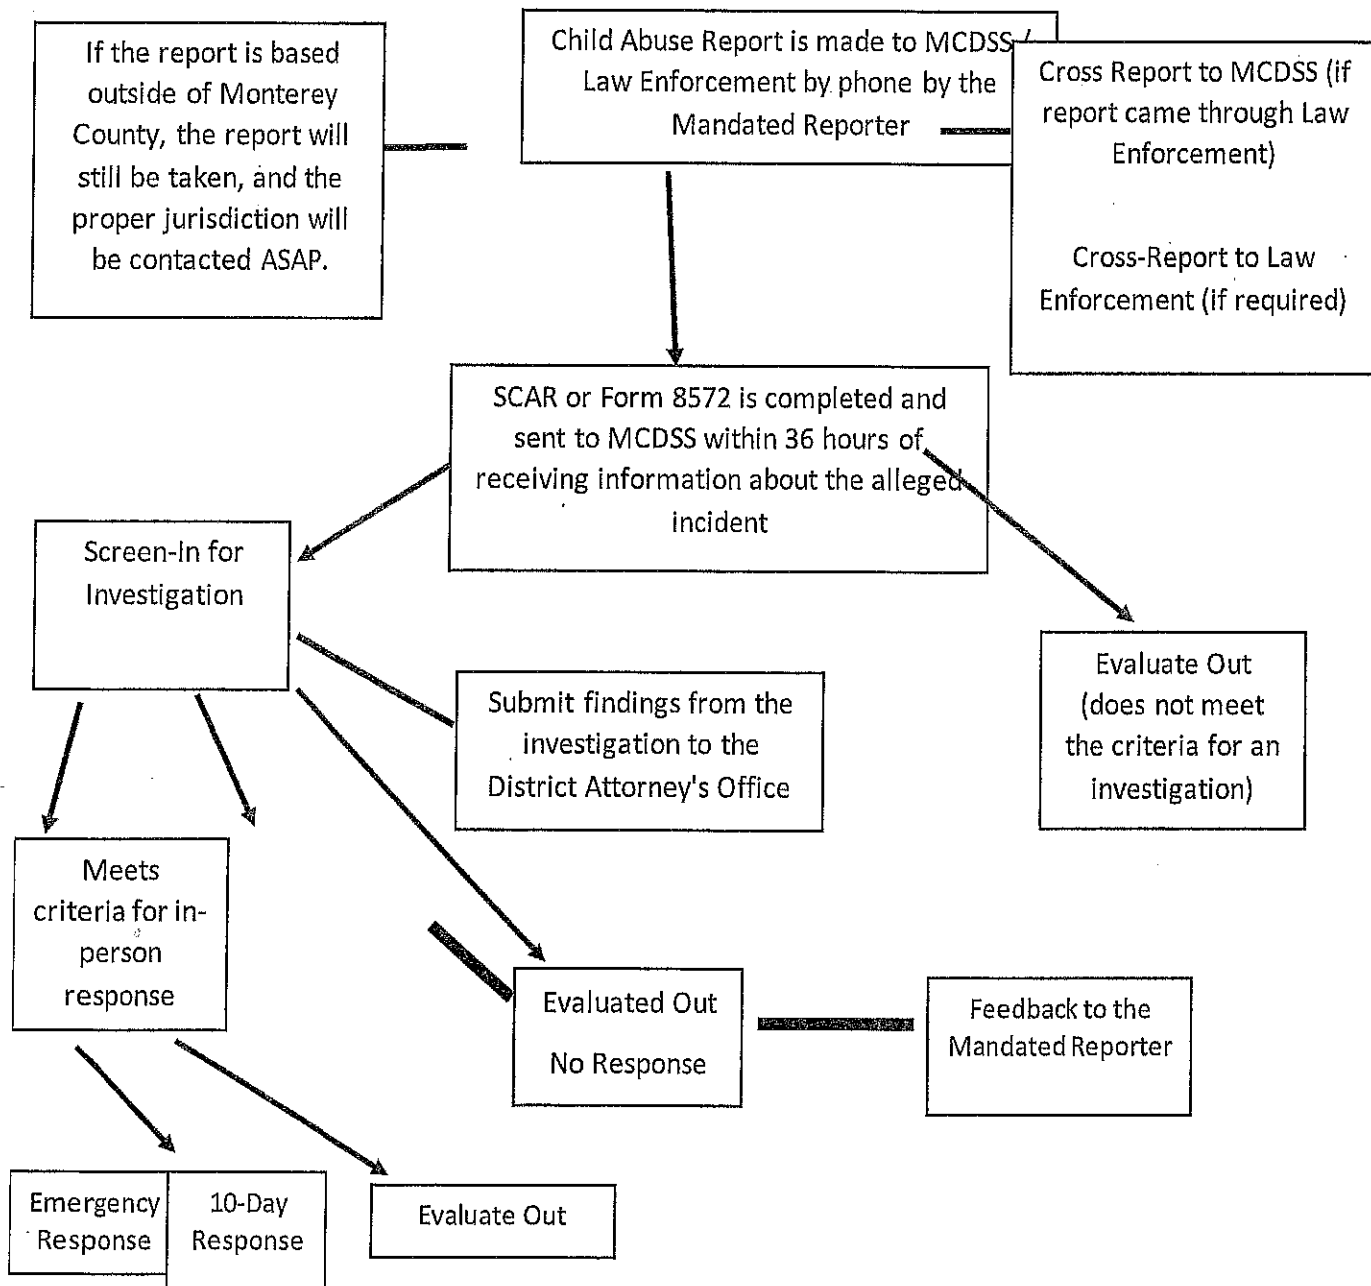 If the report is based
outside of Monterey
County, the report will
still be taken, and the
proper jurisdiction will
be contacted ASAP.
Child Abuse Report is made to MCDSS /
Law Enforcement by phone by the
Mandated Reporter
Cross Report to MCDSS (if
report came through Law
Enforcement)
Cross-Report to Law
Enforcement (if required)
SCAR or Form 8572 is completed and
sent to MCDSS within 36 hours of
receiving information about the alleged
incident
Screen-In for
Investigation
Submit findings from the
investigation to the
District Attorney's Office
Evaluate Out
(does not meet
the criteria for an
investigation)
Meets
criteria for in-
person
response
Evaluated Out
No Response
Feedback to the
Mandated Reporter
Emergency
Response
10-Day
Response
Evaluate Out